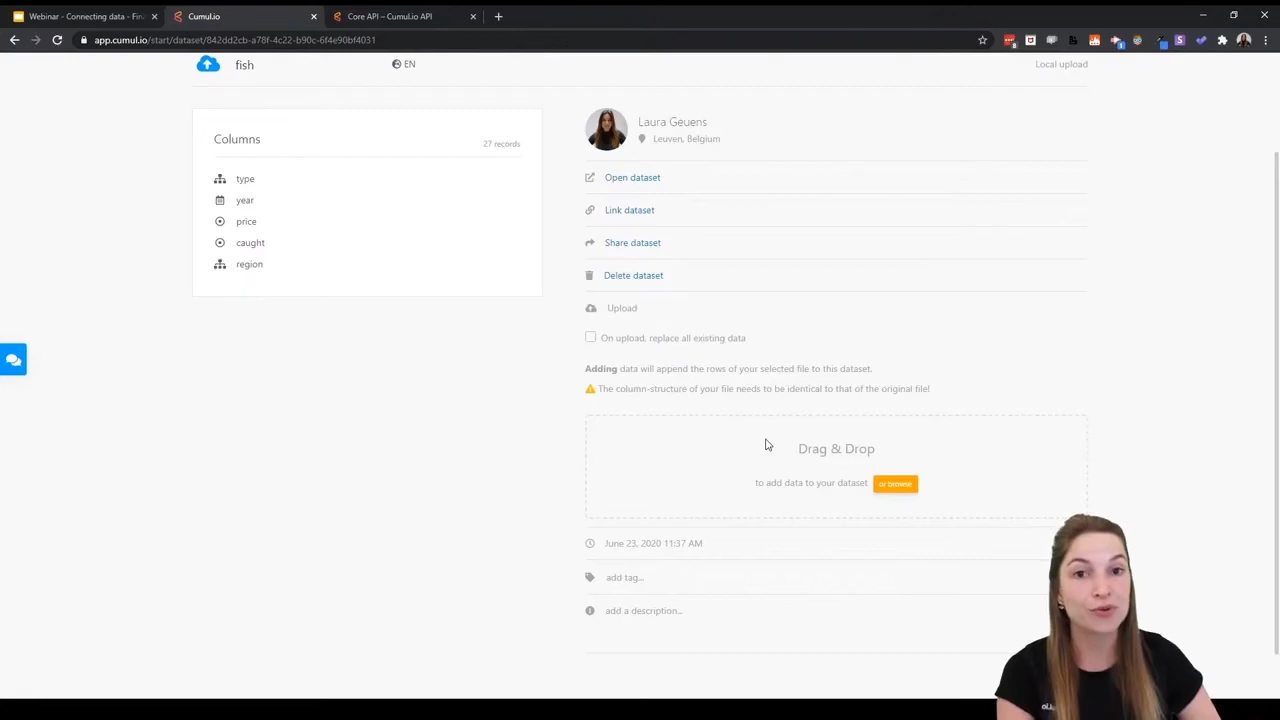 Webinar - Connecting data - Fin
Cumul.io
Core API – Cumul.io API
app.cumul.io/start/dataset/842dd2cb-a78f-4c22-b90c-6f4e90bf4031
fish
EN
Local upload
Columns
27 records
type
year
price
caught
region
Laura Geuens
Leuven, Belgium
Open dataset
Link dataset
Share dataset
Delete dataset
Upload
On upload, replace all existing data
Adding data will append the rows of your selected file to this dataset.
The column-structure of your file needs to be identical to that of the original file!
Drag & Drop
to add data to your dataset or browse
June 23, 2020 11:37 AM
add tag...
add a description...